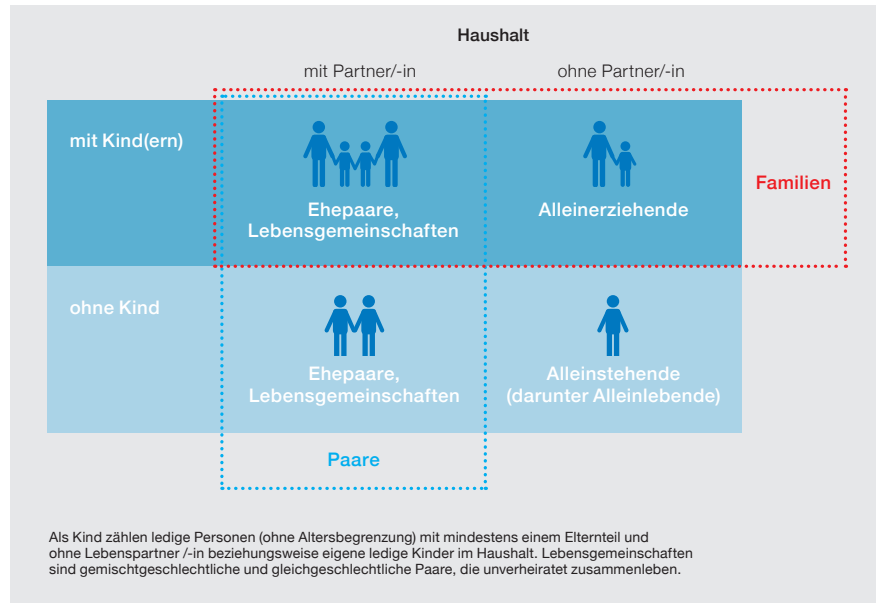 Haushalt
mit Partner/-in
ohne Partner/-in
mit Kind(ern)
Ehepaare,
Lebensgemeinschaften
Alleinerziehende
Familien
ohne Kind
Ehepaare,
Lebensgemeinschaften
Alleinstehende
(darunter Alleinlebende)
Paare
Als Kind zählen ledige Personen (ohne Altersbegrenzung) mit mindestens einem Elternteil und
ohne Lebenspartner /-in beziehungsweise eigene ledige Kinder im Haushalt. Lebensgemeinschaften
sind gemischtgeschlechtliche und gleichgeschlechtliche Paare, die unverheiratet zusammenleben.